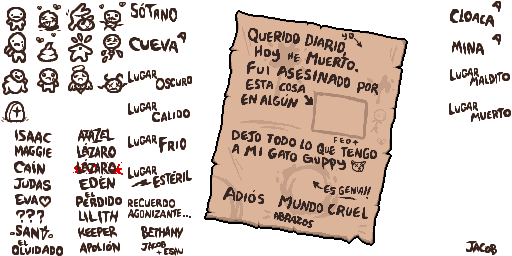 SÓTANO
CUEVA
LUGAR OSCURO
LUGAR CALIDO
LUGAR FRIO
LUGAR ESTÉRIL
RECUERDO
AGONIZANTE...
ISAAC
MAGGIE
CAÍN
JUDAS
EVA
???
SANS
EL
OLVIDADO
AZAZEL
LÁZARO
LÁZARO
EDÉN
EL
PERDIDO
LILITH
KEEPER
APOLIÓN
BETHANY
JACOB
+ ESAU
QUERIDO DIARIO,
YO
HOY HE MUERTO.
FUI ASESINADO POR
ESTA COSA
EN ALGÚN
FEO+
DEJO TODO LO QUE TENGO
A MI GATO GUPPY
ES GENIAL!!
ADIÓS MUNDO CRUEL
ABRAZOS
CLOACA
MINA
LUGAR MALDITO
LUGAR MUERTO
JACOB